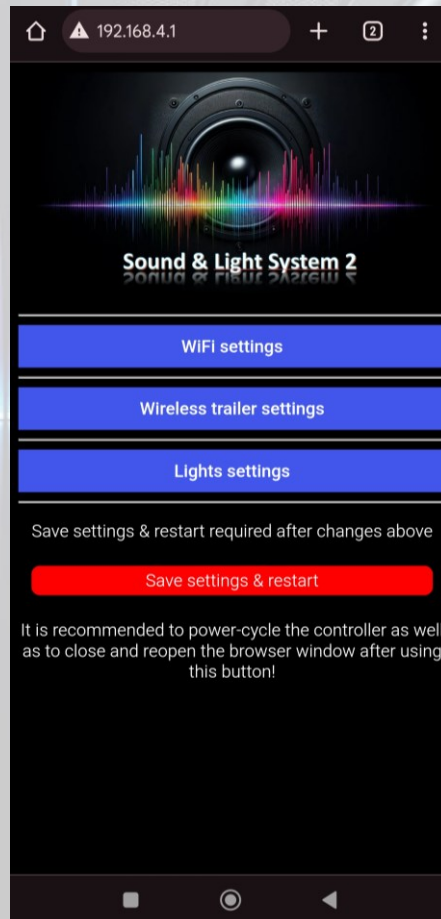 192.168.4.1
2
Sound & Light System 2
WiFi settings
Wireless trailer settings
Lights settings
Save settings & restart required after changes above
Save settings & restart
It is recommended to power-cycle the controller as well
as to close and reopen the browser window after using
this button!